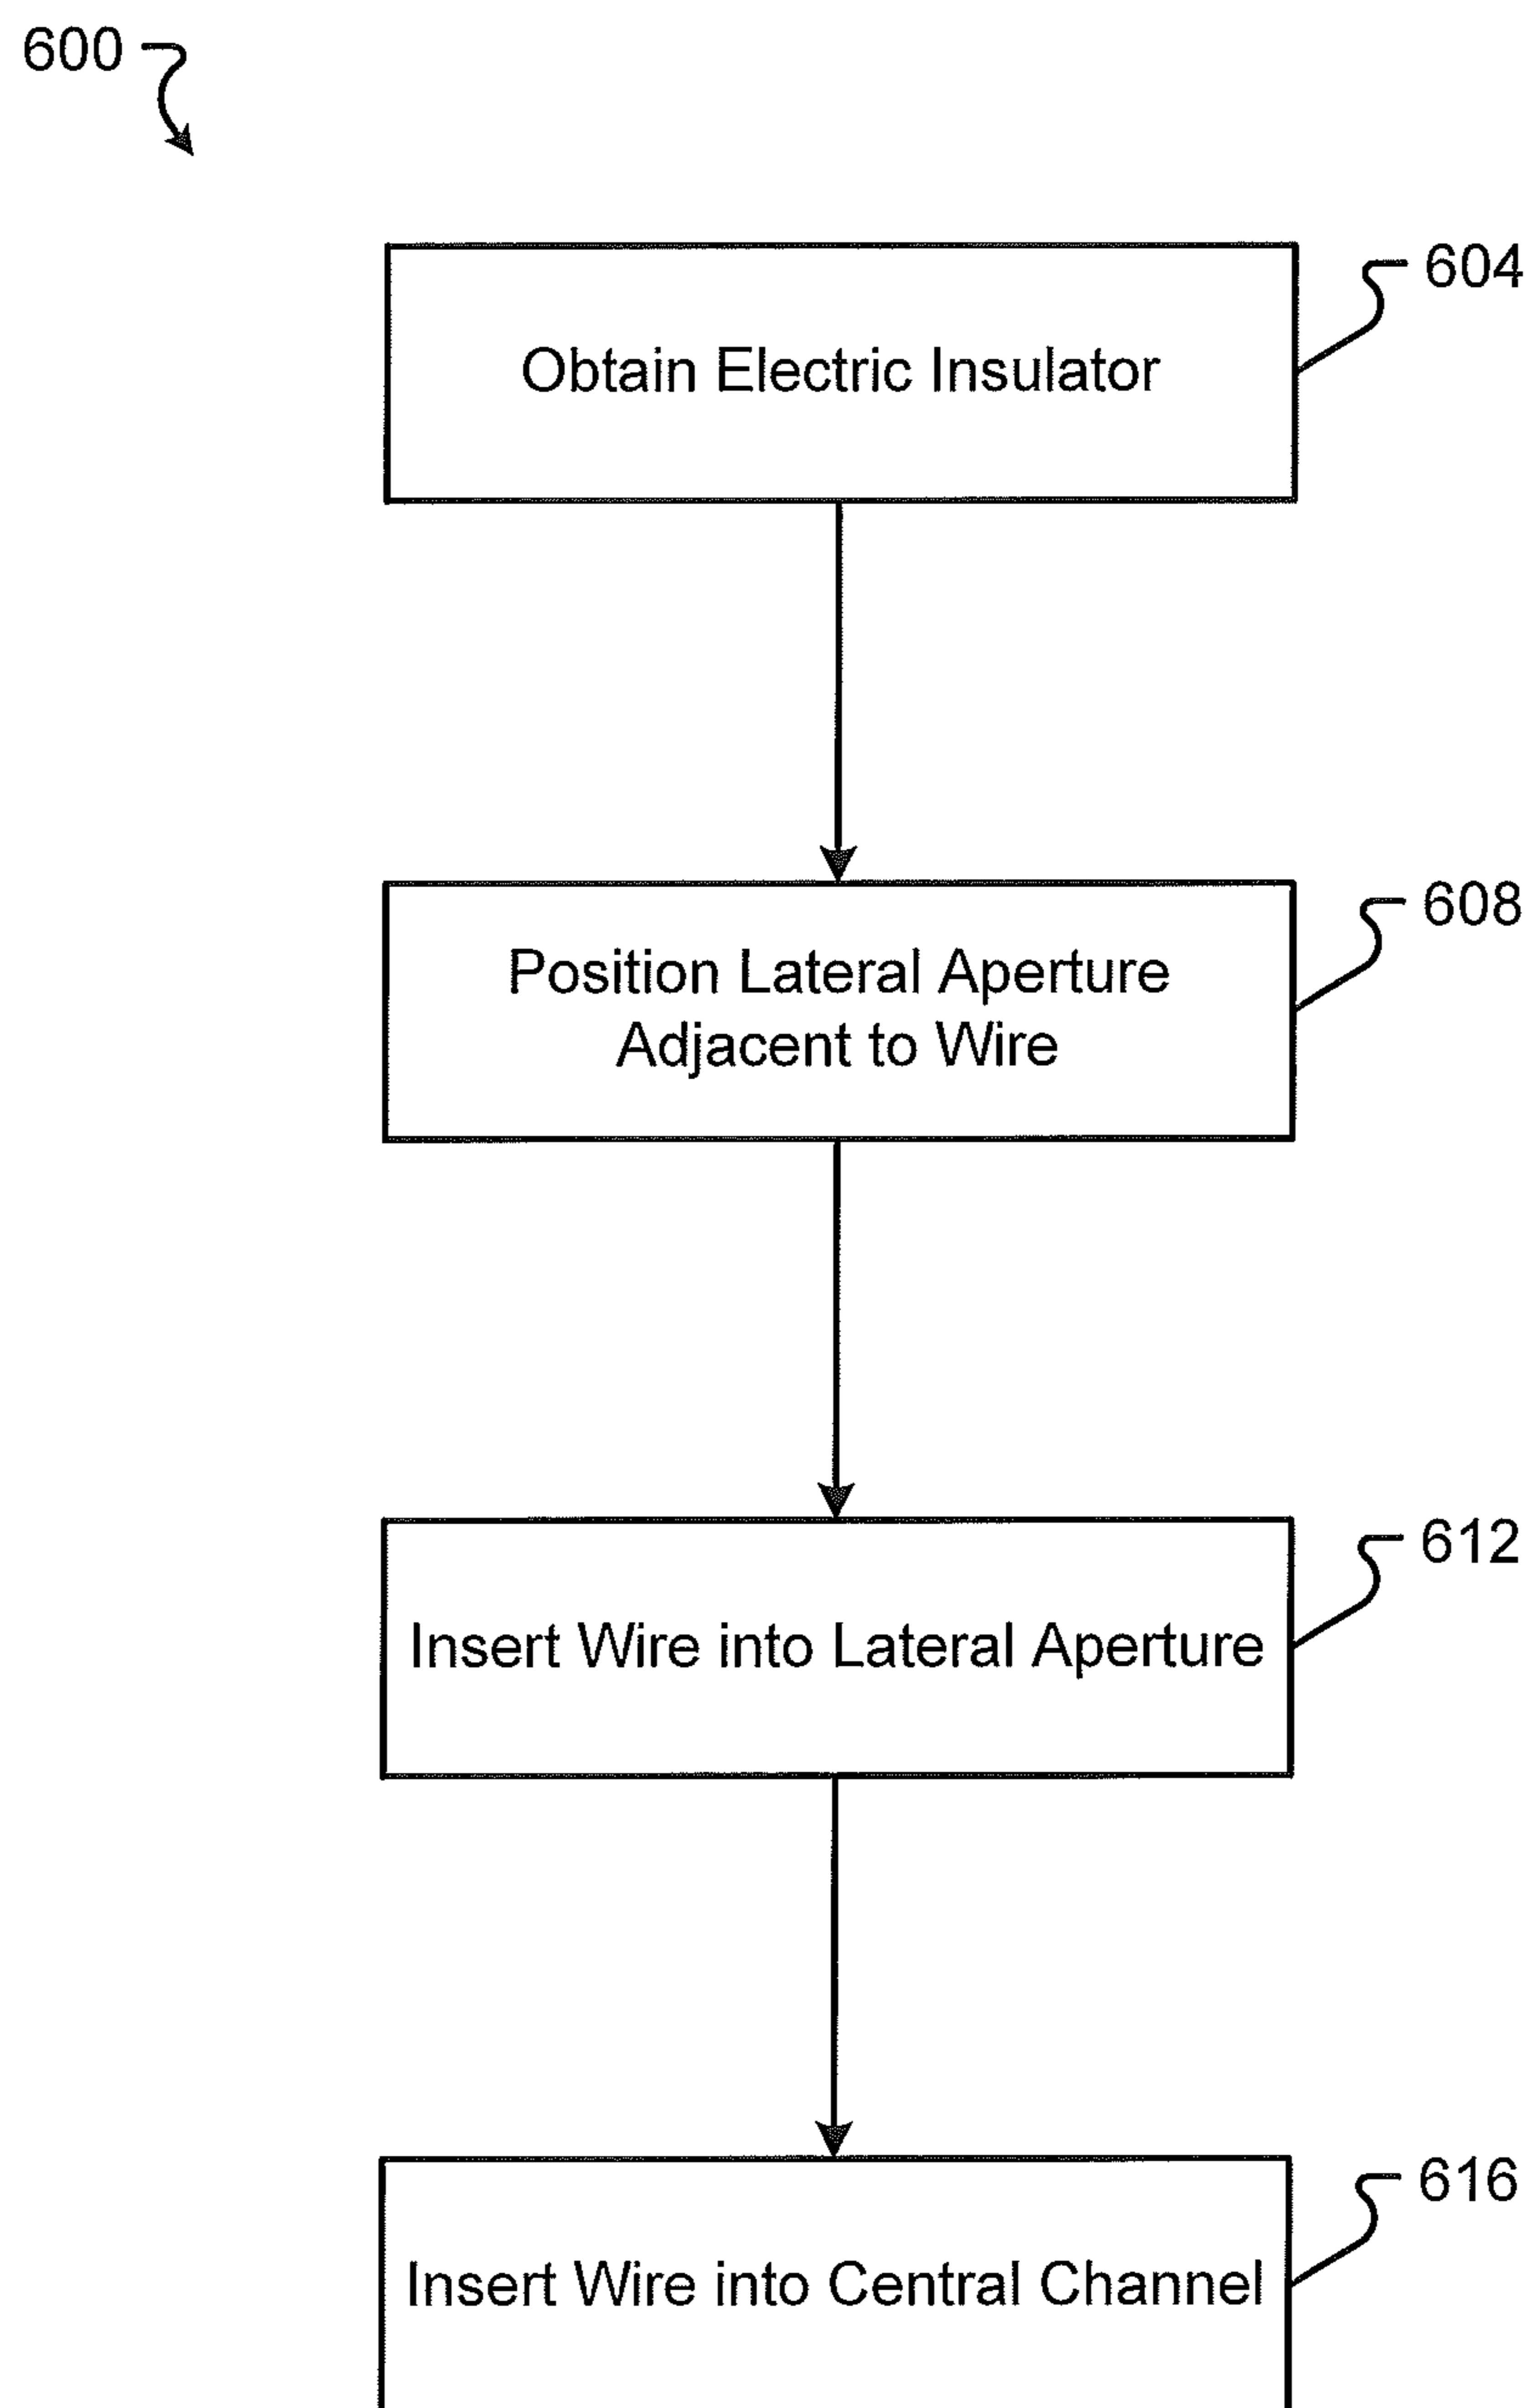 600
604
Obtain Electric Insulator
608
Position Lateral Aperture
Adjacent to Wire
612
Insert Wire into Lateral Aperture
616
Insert Wire into Central Channel